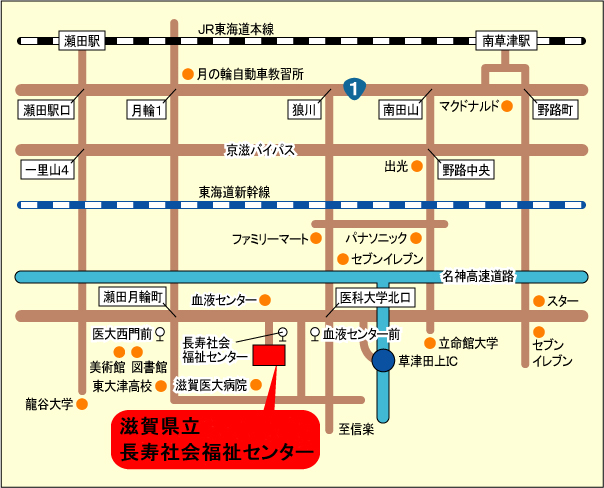 JR東海道本線
瀬田駅
南草津駅
月の輪自動車教習所
1
瀬田駅口
月輪1
狼川
南田山
マクドナルド
野路町
京滋バイパス
一里山4
出光
野路中央
東海道新幹線
ファミリーマート
パナソニック
セブンイレブン
名神高速道路
瀬田月輪町
血液センター
医科大学北口
スター
医大西門前
長寿社会
福祉センター
血液センター前
立命館大学
セブン
イレブン
美術館
図書館
草津田上IC
東大津高校
滋賀医大病院
龍谷大学
至信楽
滋賀県立
長寿社会福祉センター